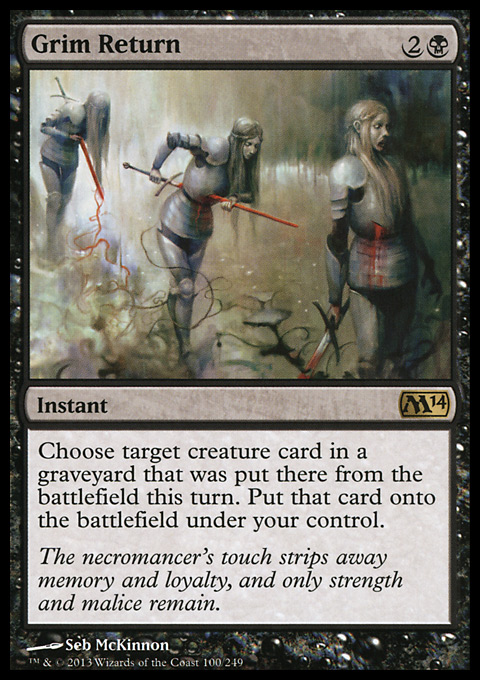 Grim Return 2
Instant M14
Choose target creature card in a
graveyard that was put there from the
battlefield this turn. Put that card onto
the battlefield under your control.
The necromancer's touch strips away
memory and loyalty, and only strength
and malice remain.
Seb McKinnon
™ & © 2013 Wizards of the Coast 100/249